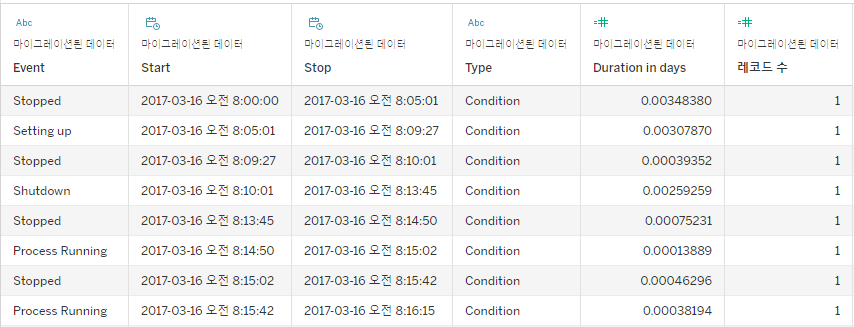 Abc Abc
마이그레이션된 데이터 마이그레이션된 데이터 마이그레이션된 데이터 마이그레이션된 데이터 마이그레이션된 데이터 마이그레이션된 데이터
Event Start Stop Type Duration in days 레코드 수
Stopped 2017-03-16 오전 8:00:00 2017-03-16 오전 8:05:01 Condition 0.00348380 1
Setting up 2017-03-16 오전 8:05:01 2017-03-16 오전 8:09:27 Condition 0.00307870 1
Stopped 2017-03-16 오전 8:09:27 2017-03-16 오전 8:10:01 Condition 0.00039352 1
Shutdown 2017-03-16 오전 8:10:01 2017-03-16 오전 8:13:45 Condition 0.00259259 1
Stopped 2017-03-16 오전 8:13:45 2017-03-16 오전 8:14:50 Condition 0.00075231 1
Process Running 2017-03-16 오전 8:14:50 2017-03-16 오전 8:15:02 Condition 0.00013889 1
Stopped 2017-03-16 오전 8:15:02 2017-03-16 오전 8:15:42 Condition 0.00046296 1
Process Running 2017-03-16 오전 8:15:42 2017-03-16 오전 8:16:15 Condition 0.00038194 1